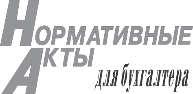 НОРМАТИВНЫЕ
АКТЫ
для бухгалтера